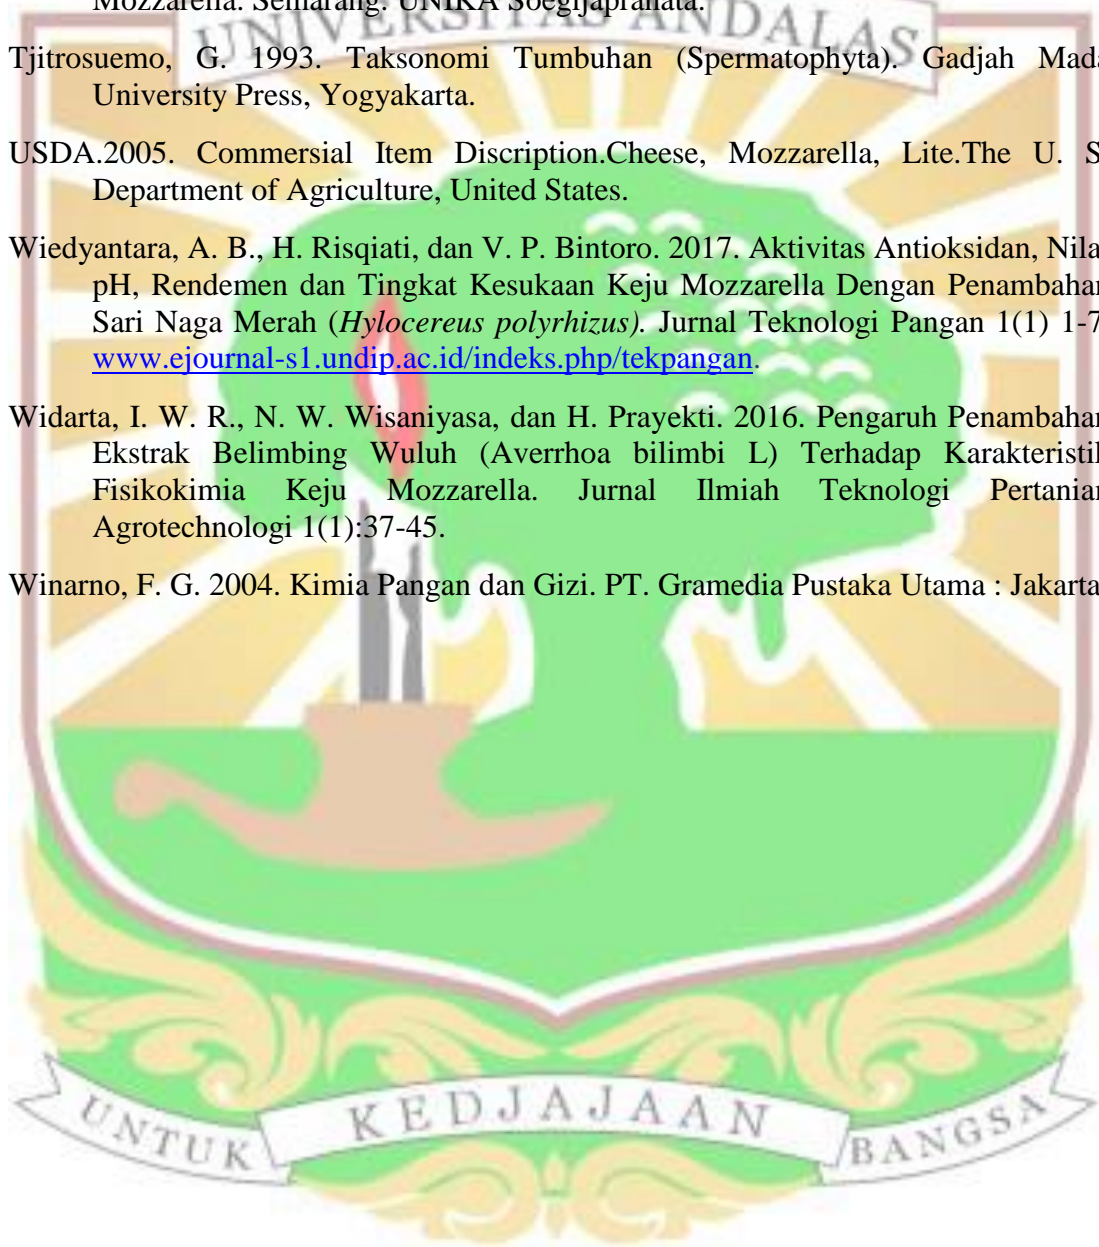 Mozzarella. Semarang. UNIKA Soegijapranata.
UNIVERSITAS ANDALAS
Tjitrosuemo, G. 1993. Taksonomi Tumbuhan (Spermatophyta). Gadjah Mada
University Press, Yogyakarta.
USDA.2005. Commersial Item Discription.Cheese, Mozzarella, Lite.The U. S
Department of Agriculture, United States.
Wiedyantara, A. B., H. Risqiati, dan V. P. Bintoro. 2017. Aktivitas Antioksidan, Nila
pH, Rendemen dan Tingkat Kesukaan Keju Mozzarella Dengan Penambahan
Sari Naga Merah (Hylocereus polyrhizus). Jurnal Teknologi Pangan 1(1) 1-7
www.ejournal-s1.undip.ac.id/indeks.php/tekpangan.
Widarta, I. W. R., N. W. Wisaniyasa, dan H. Prayekti. 2016. Pengaruh Penambahan
Ekstrak Belimbing Wuluh (Averrhoa bilimbi L) Terhadap Karakteristik
Fisikokimia Keju Mozzarella. Jurnal Ilmiah Teknologi Pertanian
Agrotechnologi 1(1):37-45.
Winarno, F. G. 2004. Kimia Pangan dan Gizi. PT. Gramedia Pustaka Utama : Jakarta
UNTUK KEDJAJAAN BANGSA